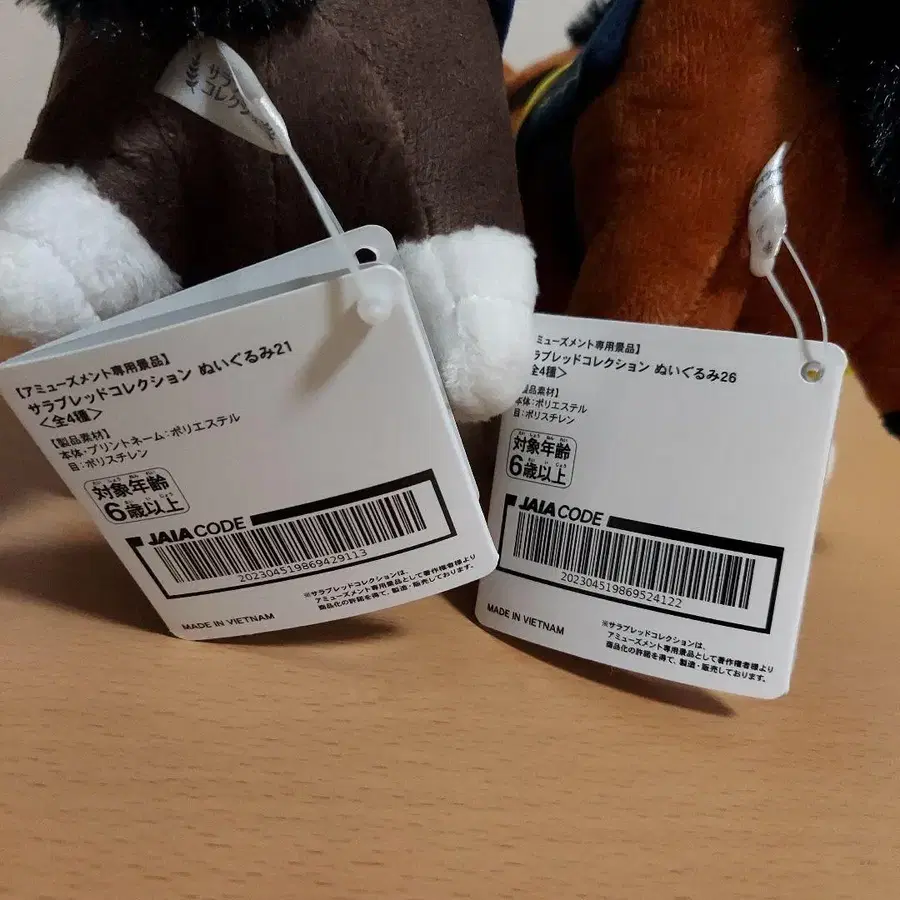 サラブ
コレクション
【アミューズメント専用景品】
サラブレッドコレクション ぬいぐるみ21
<全4種>
【製品素材】
本体・プリントネーム:ポリエステル
目:ポリスチレン
対象年齢
6歳以上
JAIA CODE
202304519869429113
※サラブレッドコレクションは、
アミューズメント専用景品として著作権者様より
商品化の許諾を得て、製造・販売しております。
MADE IN VIETNAM
ミューズメント専用景品】
ラブレッドコレクション ぬいぐるみ26
全4種>
製品素材】
本体:ポリエステル
目:ポリスチレン
対象年齢
6歳以上
JAIA CODE
202304519869524122
MADE IN VIETNAM
※サラブレッドコレクションは、
アミューズメント専用景品として著作権者様より
商品化の許諾を得て、製造・販売しております。